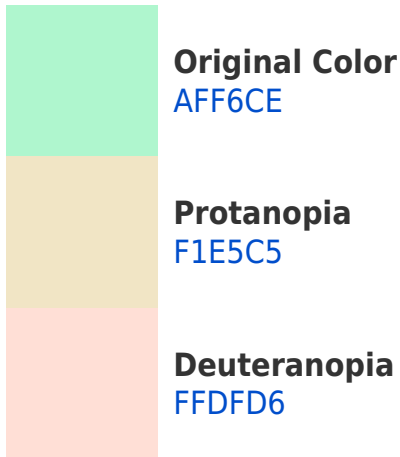 Original Color
AFF6CE
Protanopia
F1E5C5
Deuteranopia
FFDFD6